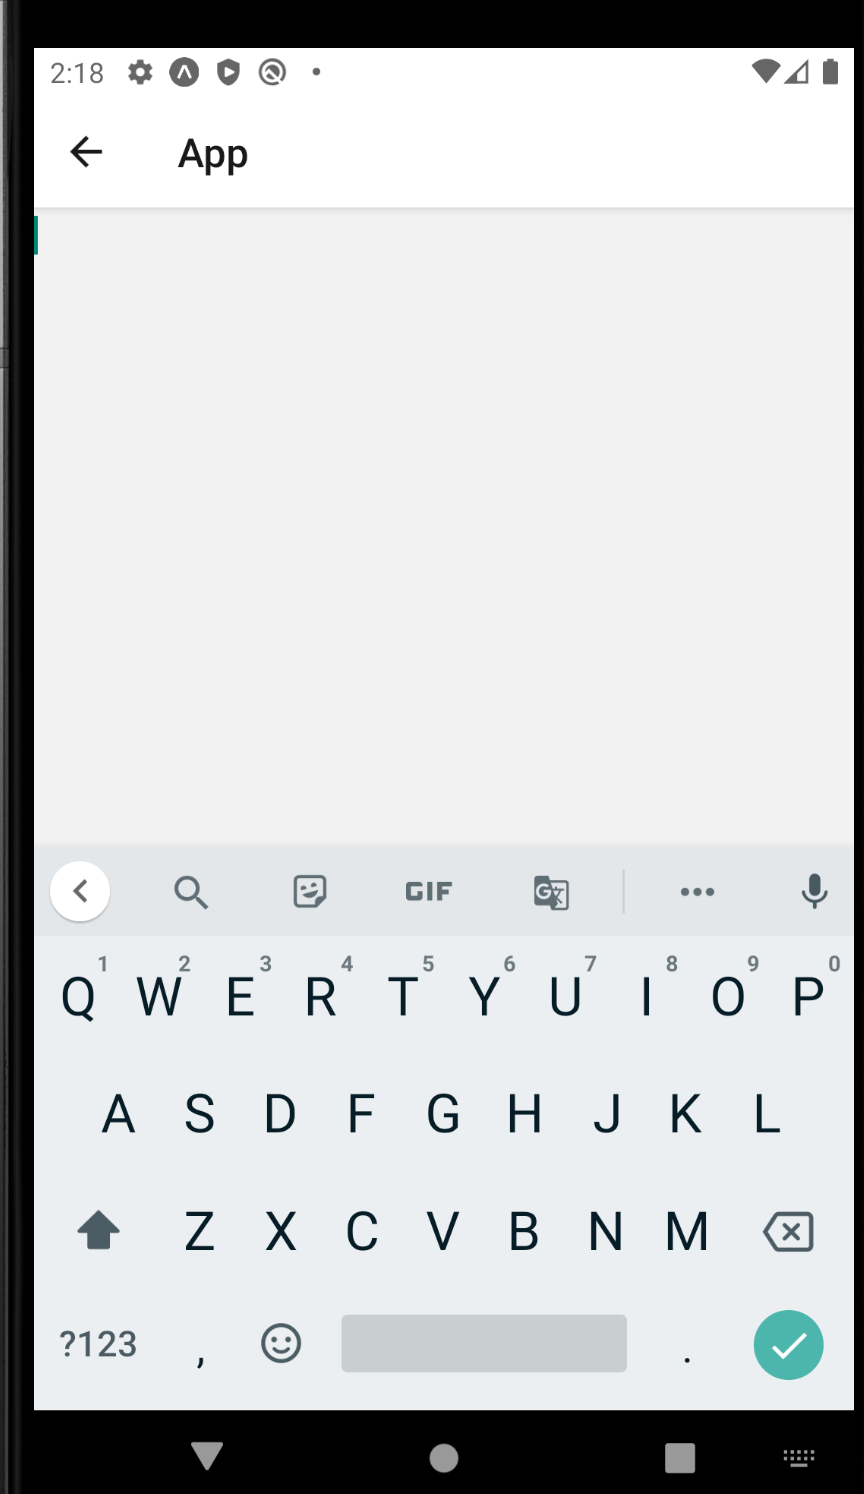 2:18
App
GIF
G
1 2 3 4 5 6 7 8 9 0
Q W E R T Y U I O P
A S D F G H J K L
Z X C V B N M
?123 , .